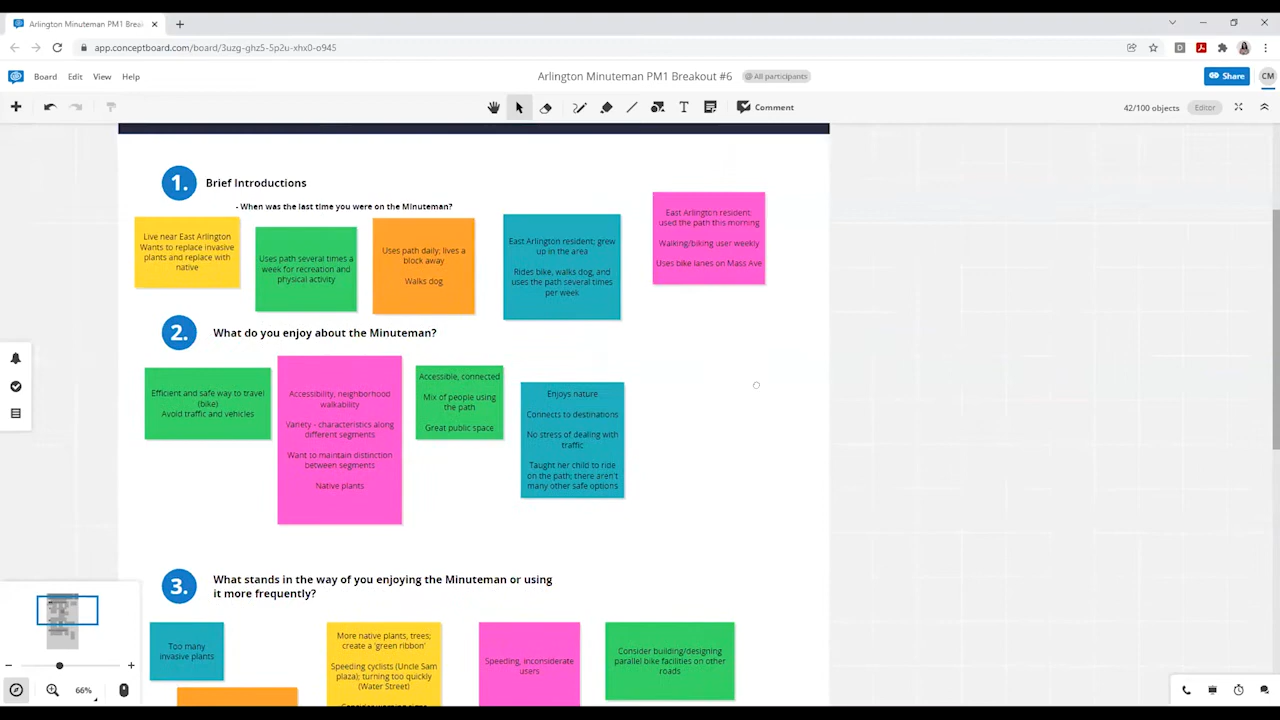 Arlington Minuteman PM1 Brea
app.conceptboard.com/board/3uzg-ghz5-5p2u-xhx0-o945
Board Edit View Help
Arlington Minuteman PM1 Breakout #6
@ All participants
Share
CM
T
Comment
42/100 objects
Editor
1.
Brief Introductions
- When was the last time you were on the Minuteman?
Live near East Arlington
Wants to replace invasive
plants and replace with
native
Uses path several times a
week for recreation and
physical activity
Uses path daily; lives a
block away
Walks dog
East Arlington resident; grew
up in the area
Rides bike, walks dog, and
uses the path several times
per week
East Arlington resident;
used the path this morning
Walking/biking user weekly
Uses bike lanes on Mass Ave
2.
What do you enjoy about the Minuteman?
Efficient and safe way to travel
(bike)
Avoid traffic and vehicles
Accessibility, neighborhood
walkability
Variety - characteristics along
different segments
Want to maintain distinction
between segments
Native plants
Accessible, connected
Mix of people using
the path
Great public space
Enjoys nature
Connects to destinations
No stress of dealing with
traffic
Taught her child to ride
on the path; there aren't
many other safe options
3.
What stands in the way of you enjoying the Minuteman or using
it more frequently?
Too many
invasive plants
More native plants, trees;
create a 'green ribbon'
Speeding cyclists (Uncle Sam
plaza); turning too quickly
(Water Street)
Speeding, inconsiderate
users
Consider building/designing
parallel bike facilities on other
roads
66%